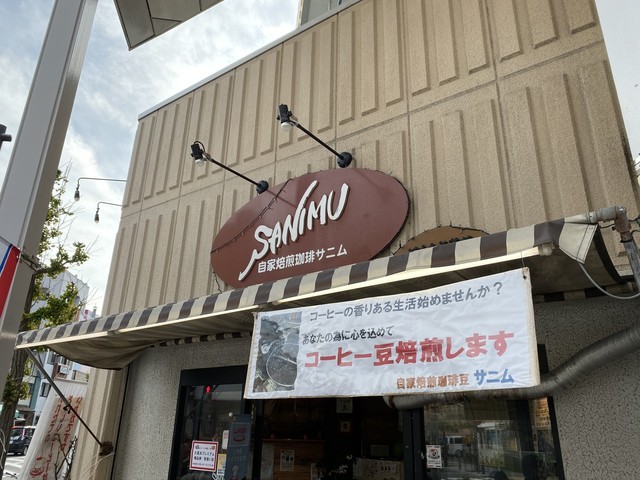 SANIMU
自家焙煎珈琲サニム
コーヒーの香りある生活始めませんか?
あなたの為に心を込めて
コーヒー豆焙煎します
自家焙煎珈琲豆 サニム